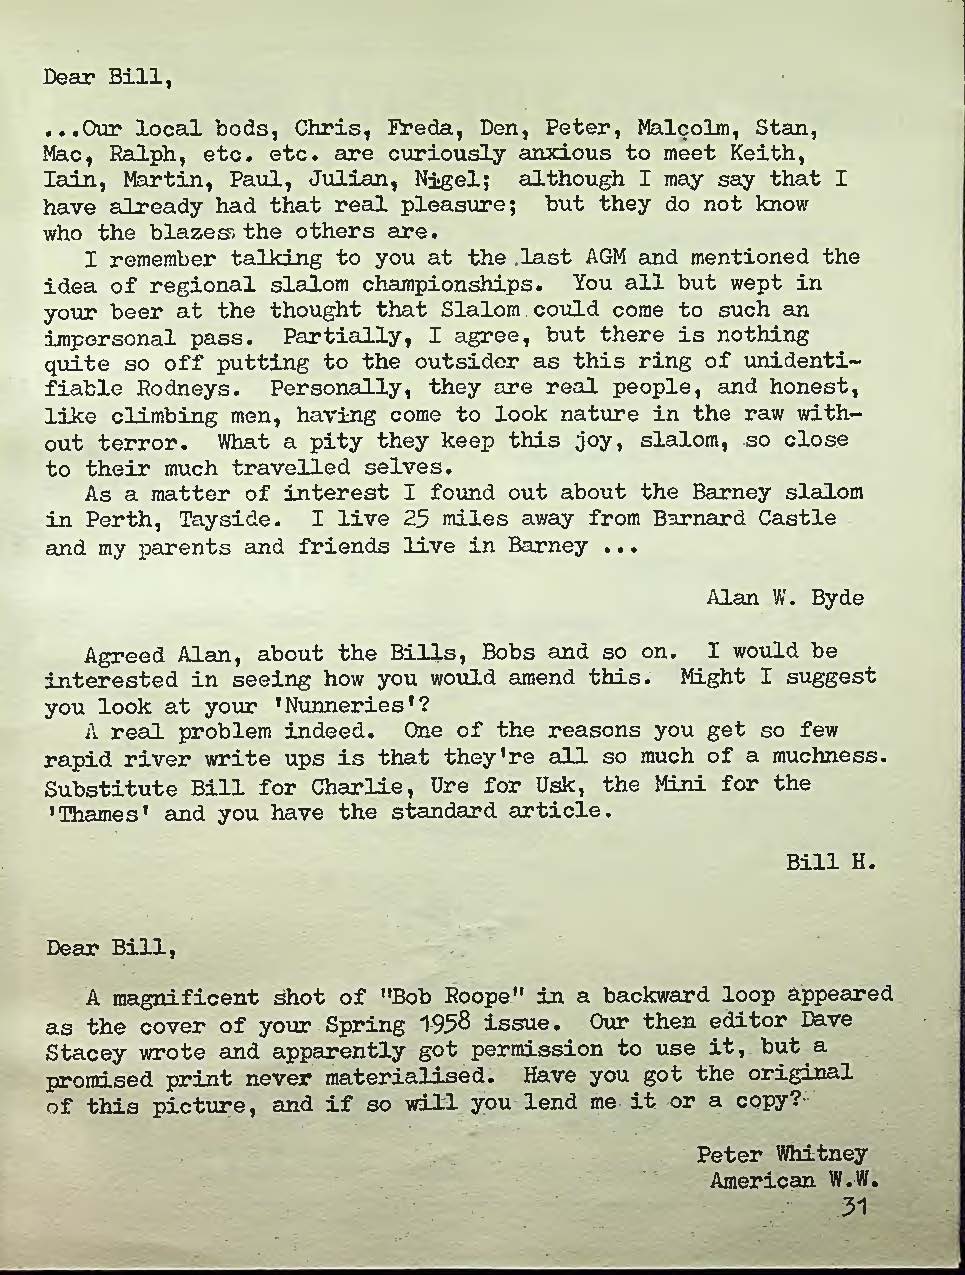 Dear Bill,
...Our local bods, Chris, Freda, Den, Peter, Malcolm, Stan,
Mac, Ralph, etc. etc. are curiously anxious to meet Keith,
Iain, Martin, Paul, Julian, Nigel; although I may say that I
have already had that real pleasure; but they do not know
who the blazes the others are.
I remember talking to you at the last AGM and mentioned the
idea of regional slalom championships. You all but wept in
your beer at the thought that Slalom could come to such an
impersonal pass. Partially, I agree, but there is nothing
quite so off putting to the outsider as this ring of unidenti-
fiable Rodneys. Personally, they are real people, and honest,
like climbing men, having come to look nature in the raw with-
out terror. What a pity they keep this joy, slalom, so close
to their much travelled selves.
As a matter of interest I found out about the Barney slalom
in Perth, Tayside. I live 25 miles away from Barnard Castle
and my parents and friends live in Barney ...
Alan W. Byde
Agreed Alan, about the Bills, Bobs and so on. I would be
interested in seeing how you would amend this. Might I suggest
you look at your 'Nunneries'?
A real problem indeed. One of the reasons you get so few
rapid river write ups is that they're all so much of a muchness.
Substitute Bill for Charlie, Ure for Usk, the Mini for the
'Thames' and you have the standard article.
Bill H.
Dear Bill,
A magnificent shot of "Bob Roope" in a backward loop appeared
as the cover of your Spring 1958 issue. Our then editor Dave
Stacey wrote and apparently got permission to use it, but a
promised print never materialised. Have you got the original
of this picture, and if so will you lend me it or a copy?
Peter Whitney
American W.W.
31